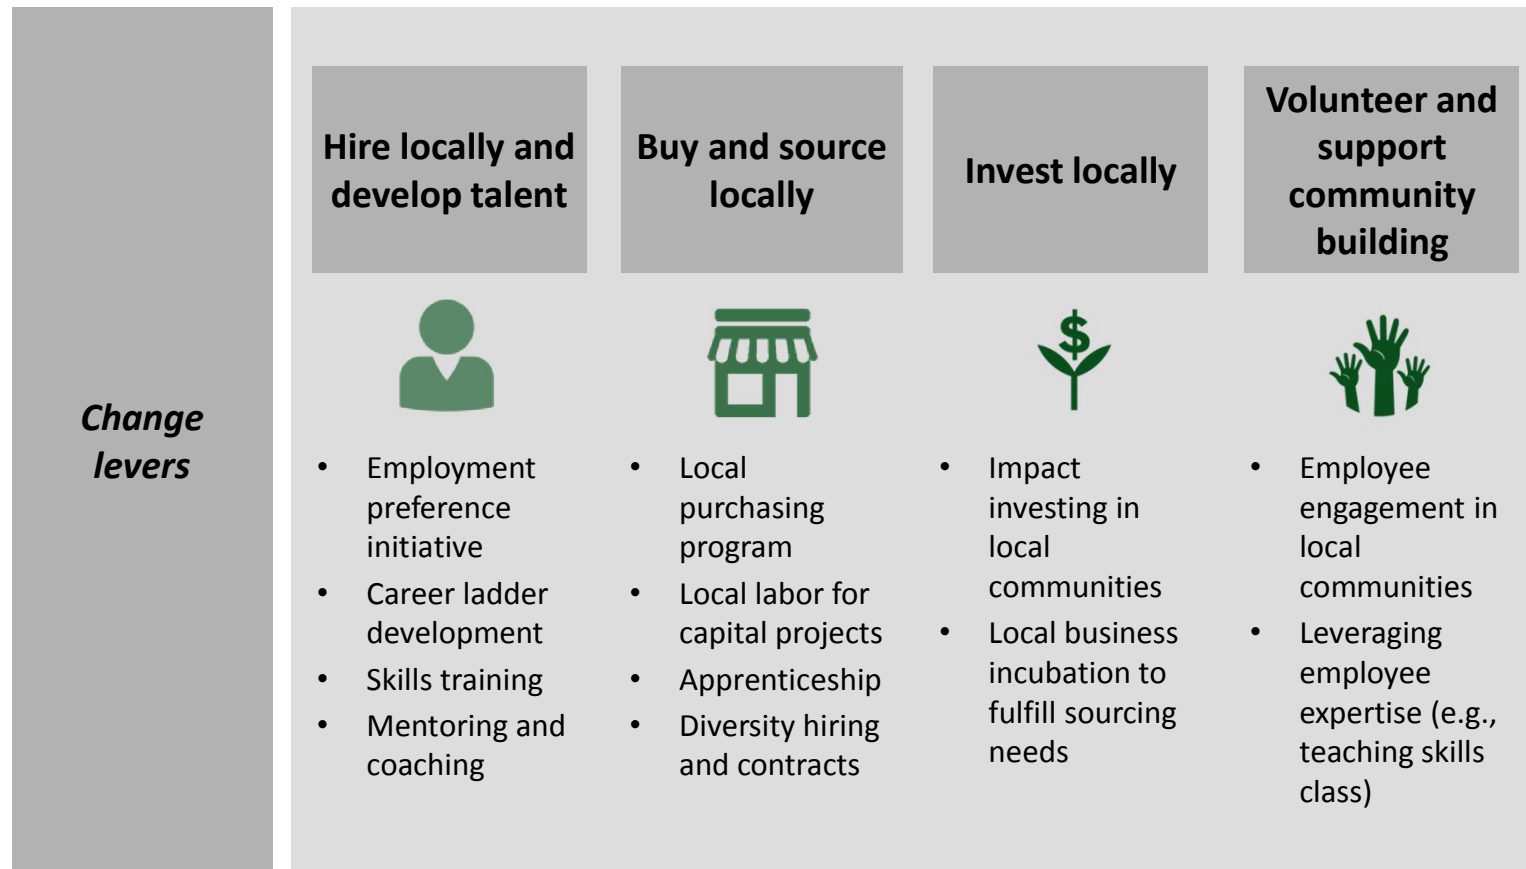 Change
levers
Hire locally and
develop talent
• Employment
preference
initiative
• Career ladder
development
• Skills training
• Mentoring and
coaching
Buy and source
locally
• Local
purchasing
program
• Local labor for
capital projects
• Apprenticeship
• Diversity hiring
and contracts
Invest locally
$
• Impact
investing in
local
communities
• Local business
incubation to
fulfill sourcing
needs
Volunteer and
support
community
building
• Employee
engagement in
local
communities
• Leveraging
employee
expertise (e.g.,
teaching skills
class)